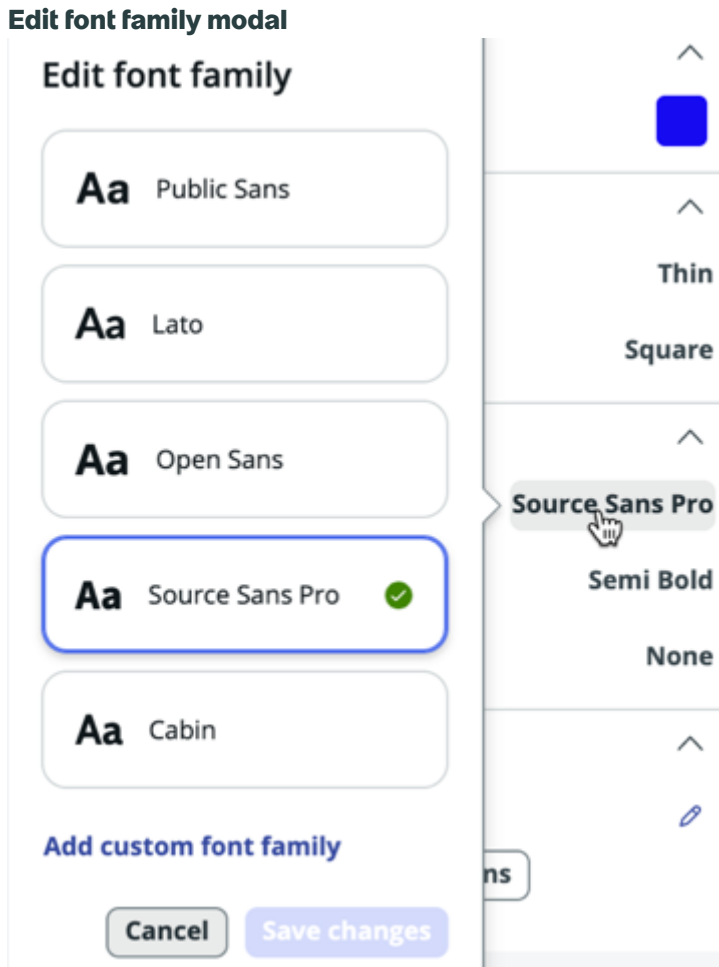 Edit font family modal
Edit font family
Aa Public Sans
Aa Lato
Aa Open Sans
Aa Source Sans Pro
Aa Cabin
Add custom font family
Cancel Save changes
Thin
Square
Source Sans Pro
Semi Bold
None
ns